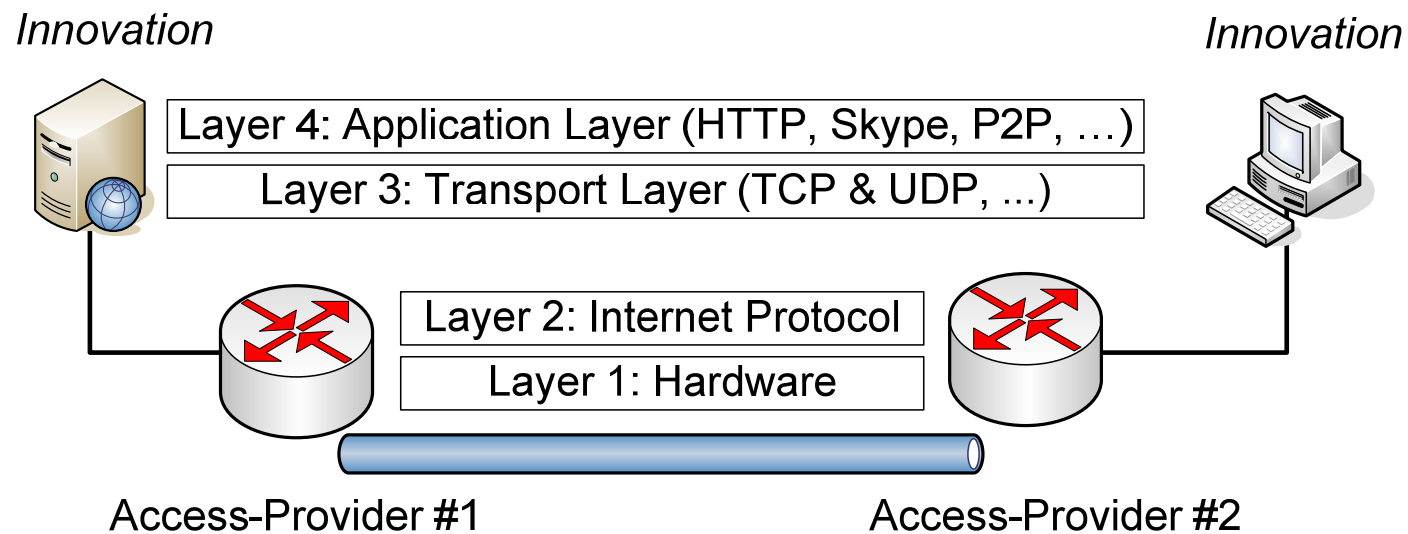 Innovation
Innovation
Layer 4: Application Layer (HTTP, Skype, P2P, …)
Layer 3: Transport Layer (TCP & UDP, ...)
Layer 2: Internet Protocol
Layer 1: Hardware
Access-Provider #1
Access-Provider #2